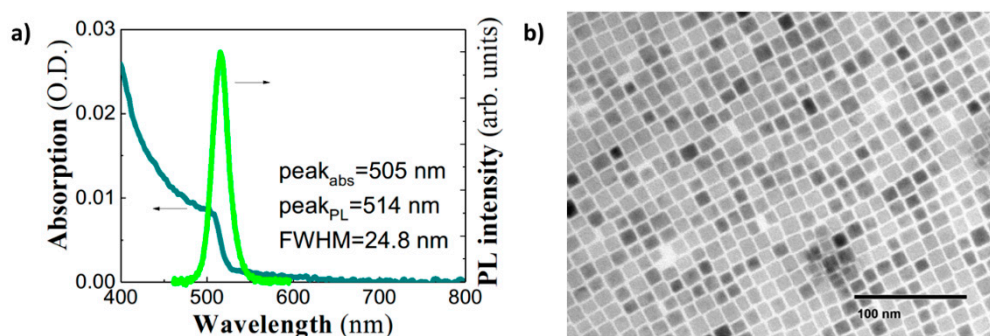 a)
Absorption (O.D.)
0.03
0.02
0.01
0.00
400
500
600
700
800
Wavelength (nm)
PL intensity (arb. units)
peak_abs=505 nm
peak_PL=514 nm
FWHM=24.8 nm
b)
100 nm